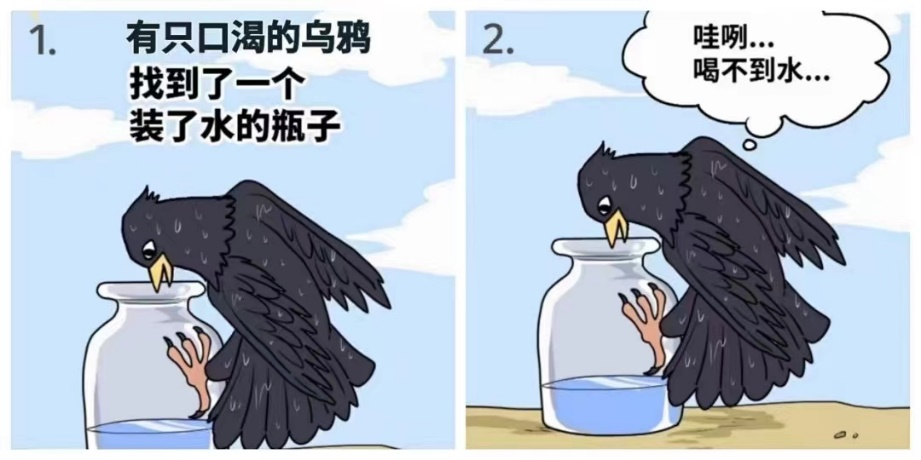 1.
有只口渴的乌鸦
找到了一个
装了水的瓶子
2.
哇咧...
喝不到水...